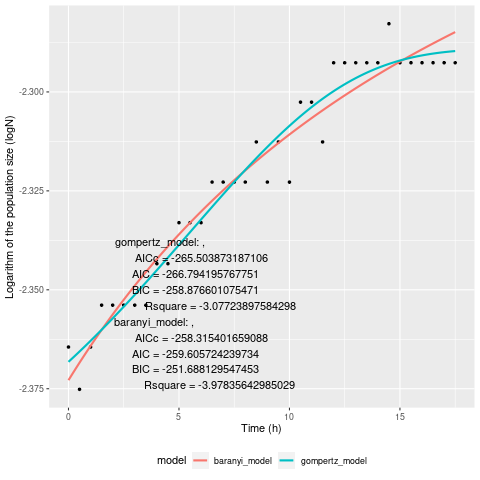 -2.300
-2.325
-2.350
-2.375
Logarithm of the population size (logN)
gompertz_model: ,
AICc = -265.503873187106
AIC = -266.794195767751
BIC = -258.876601075471
Rsquare = -3.07723897584298
baranyi_model: ,
AICc = -258.315401659088
AIC = -259.605724239734
BIC = -251.688129547453
Rsquare = -3.97835642985029
0 5 10 15
Time (h)
model baranyi_model gompertz_model